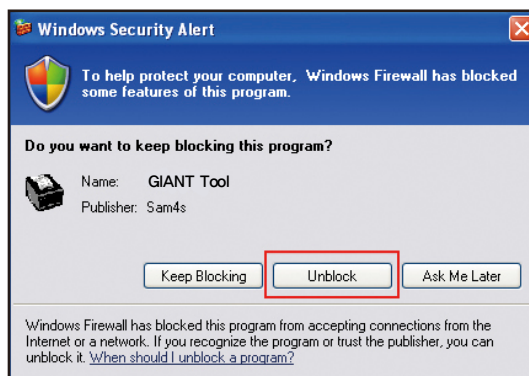 Windows Security Alert
To help protect your computer, Windows Firewall has blocked
some features of this program.
Do you want to keep blocking this program?
Name: GIANT Tool
Publisher: Sam4s
Keep Blocking Unblock Ask Me Later
Windows Firewall has blocked this program from accepting connections from the
Internet or a network. If you recognize the program or trust the publisher, you can
unblock it. When should I unblock a program?